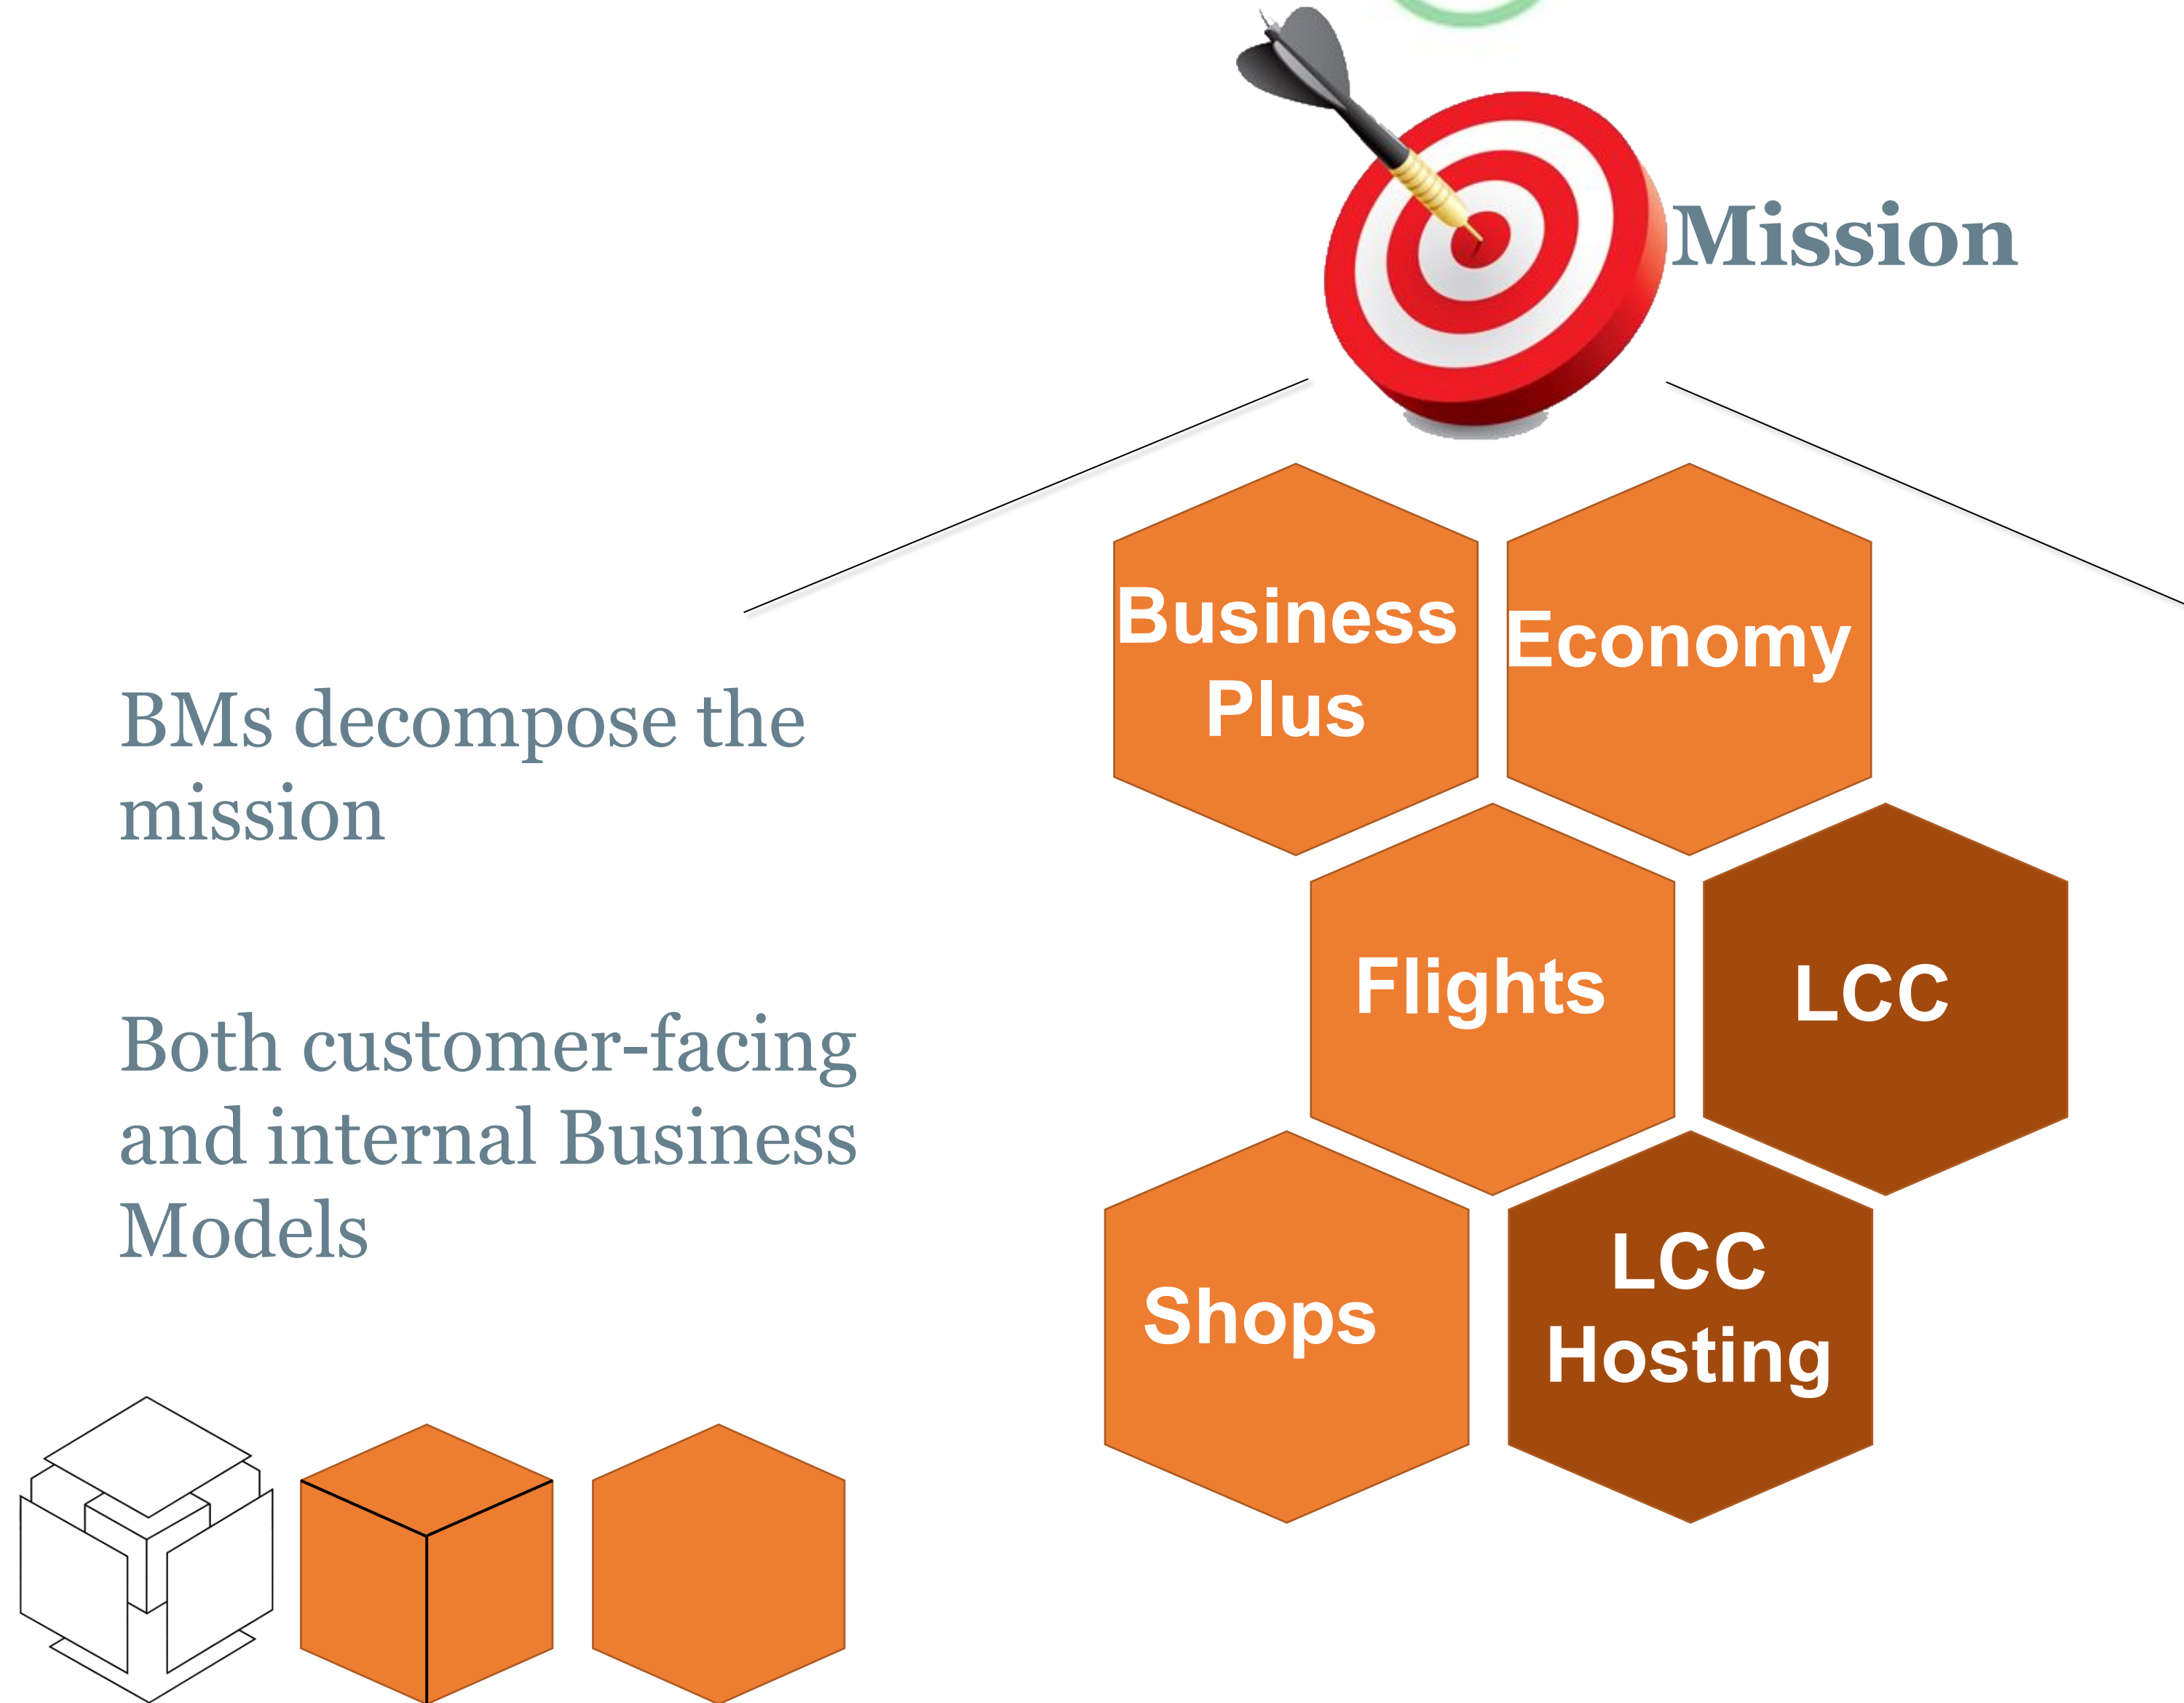 Mission
BMs decompose the
mission
Both customer-facing
and internal Business
Models
Business
Plus
Economy
Flights
LCC
Shops
LCC
Hosting